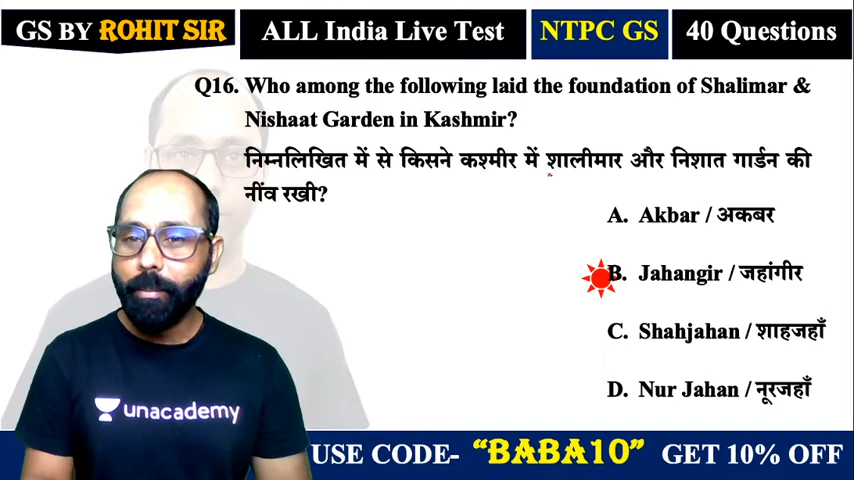 GS BY ROHIT SIR
ALL India Live Test
NTPC GS
40 Questions
Q16. Who among the following laid the foundation of Shalimar &
Nishaat Garden in Kashmir?
निम्नलिखित में से किसने कश्मीर में शालीमार और निशात गार्डन की
नींव रखी?
A. Akbar / अकबर
B. Jahangir / जहांगीर
C. Shahjahan / शाहजहाँ
D. Nur Jahan / नूरजहाँ
unacademy
USE CODE- “BABA10” GET 10% OFF